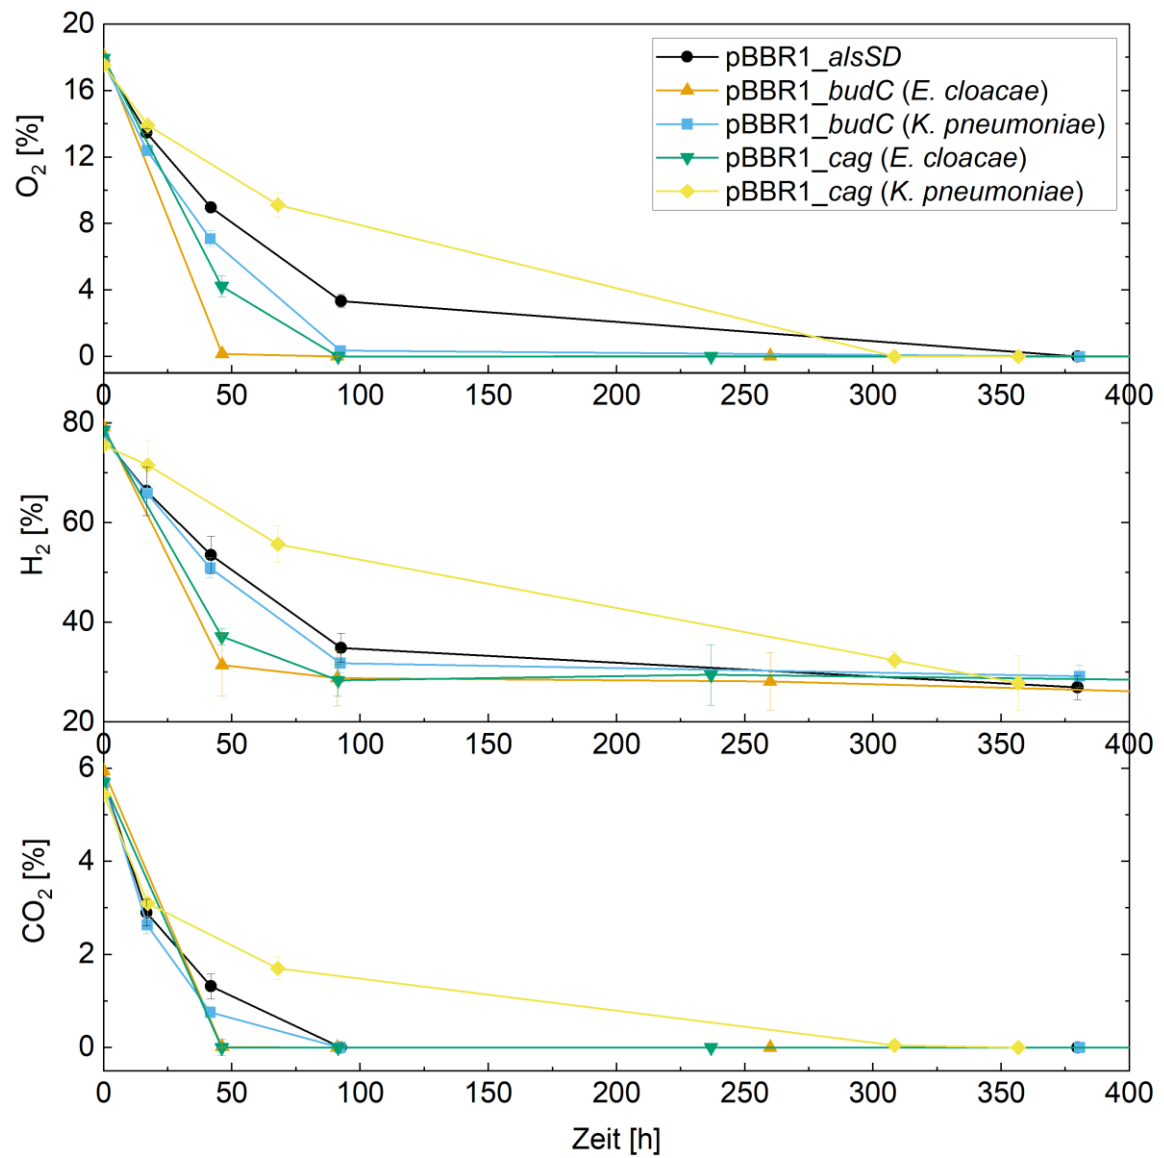 20
16
12
8
4
0
O₂ [%]
pBBR1_alsSD
pBBR1_budC (E. cloacae)
pBBR1_budC (K. pneumoniae)
pBBR1_cag (E. cloacae)
pBBR1_cag (K. pneumoniae)
0 50 100 150 200 250 300 350 400
80
60
40
20
H₂ [%]
0 50 100 150 200 250 300 350 400
6
4
2
0
CO₂ [%]
0 50 100 150 200 250 300 350 400
Zeit [h]